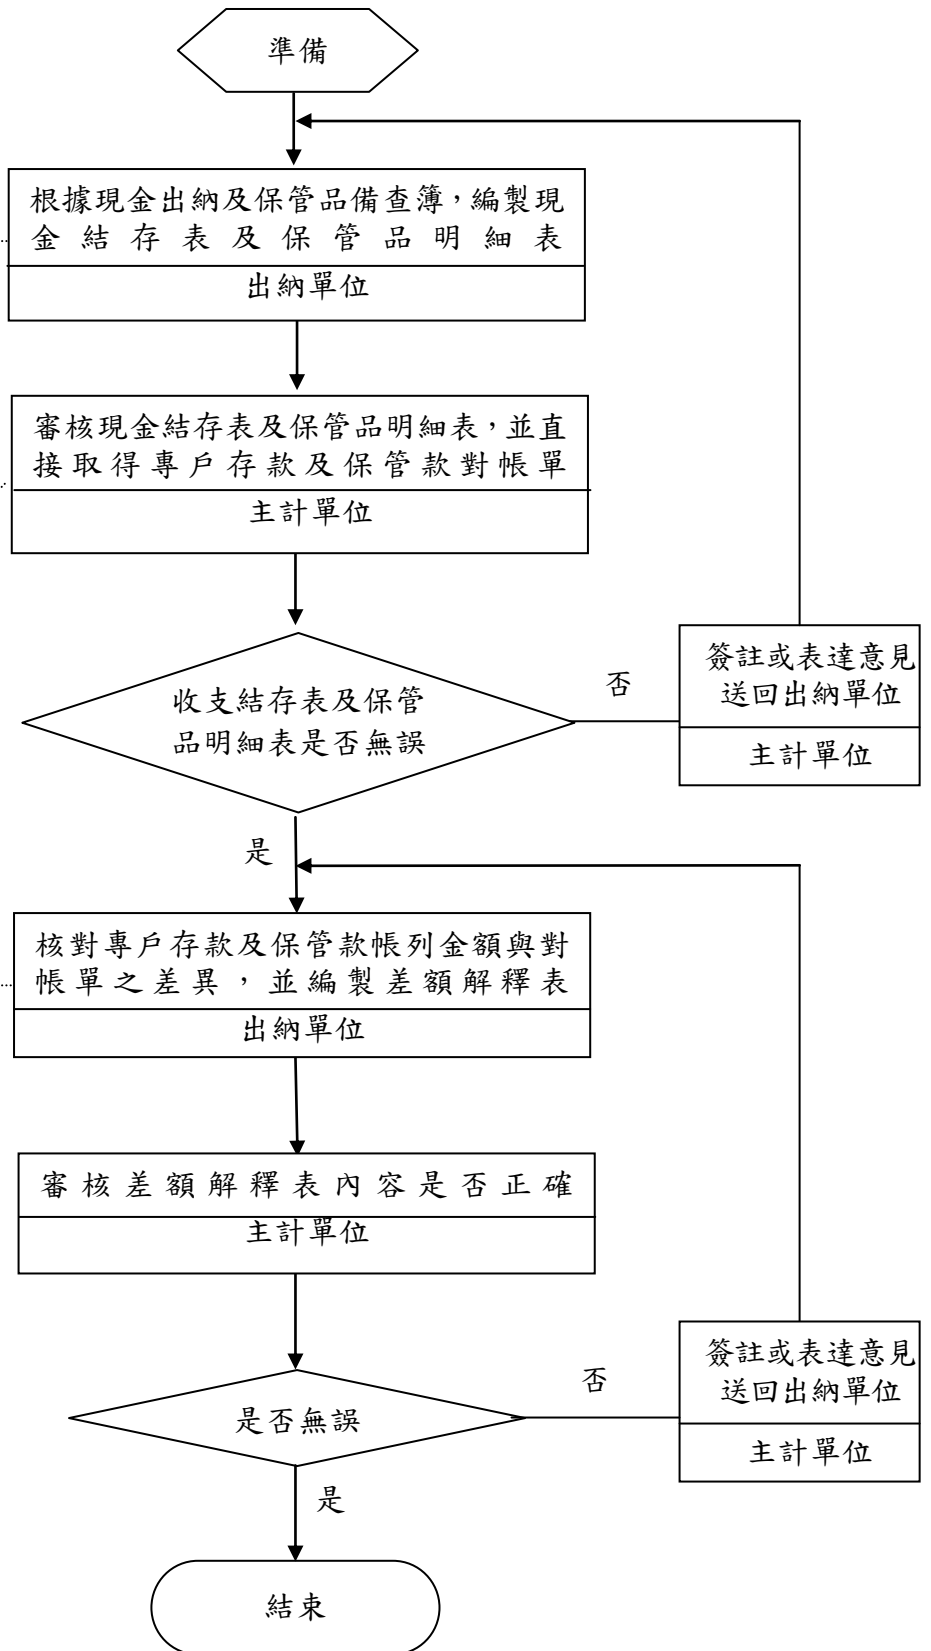 準備
根據現金出納及保管品備查簿，編製現
金結存表及保管品明細表
出納單位
審核現金結存表及保管品明細表，並直
接取得專戶存款及保管款對帳單
主計單位
收支結存表及保管
品明細表是否無誤
否
簽註或表達意見
送回出納單位
主計單位
是
核對專戶存款及保管款帳列金額與對
帳單之差異，並編製差額解釋表
出納單位
審核差額解釋表內容是否正確
主計單位
是否無誤
否
簽註或表達意見
送回出納單位
主計單位
是
結束